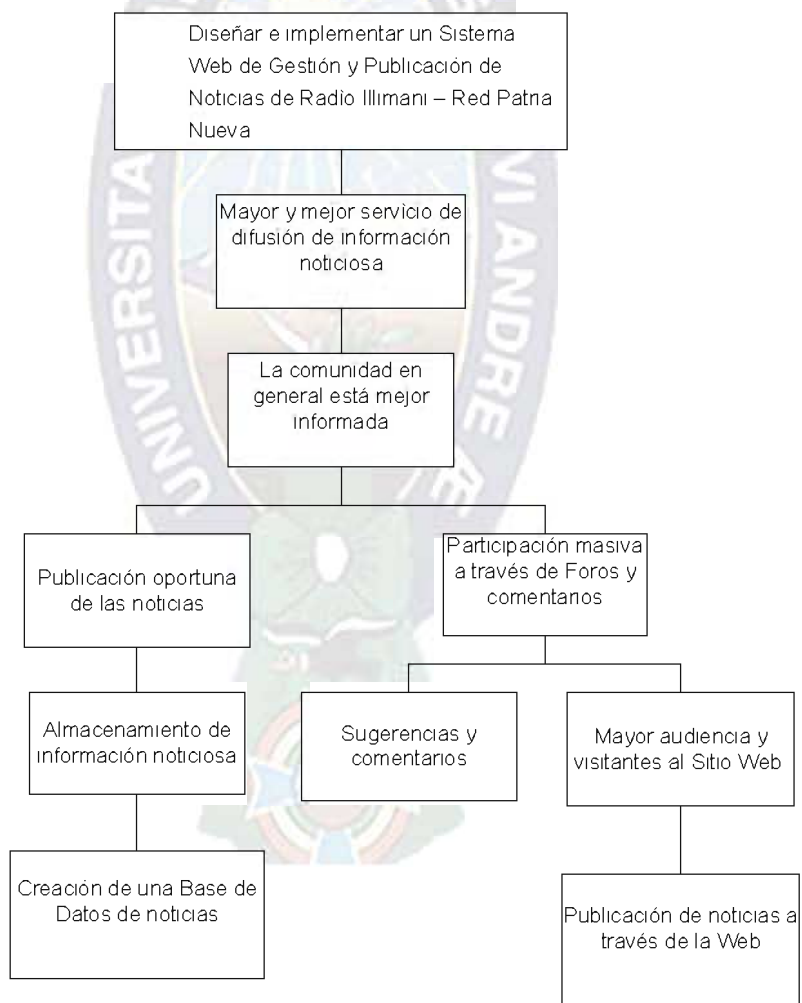 Diseñar e implementar un Sistema
Web de Gestión y Publicación de
Noticias de Radio Illimani – Red Patria
Nueva
Mayor y mejor servicio de
difusión de información
noticiosa
La comunidad en
general está mejor
informada
Publicación oportuna
de las noticias
Participación masiva
a través de Foros y
comentarios
Almacenamiento de
información noticiosa
Sugerencias y
comentarios
Mayor audiencia y
visitantes al Sitio Web
Creación de una Base de
Datos de noticias
Publicación de noticias a
través de la Web
UNIVERSITA
VI ANDRE Æ